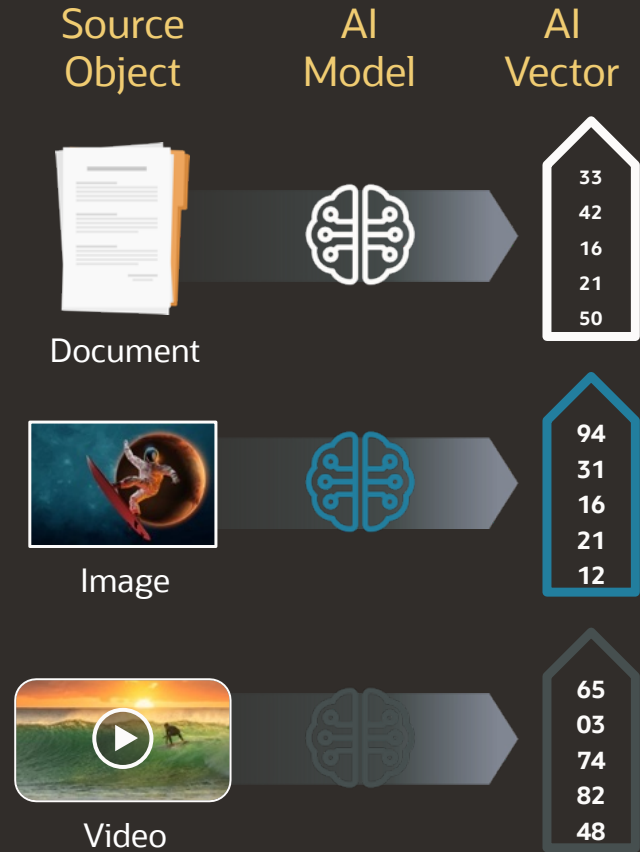 Source
Object
AI
Model
AI
Vector
33
42
16
21
50
Document
94
31
16
21
12
Image
65
03
74
82
48
Video